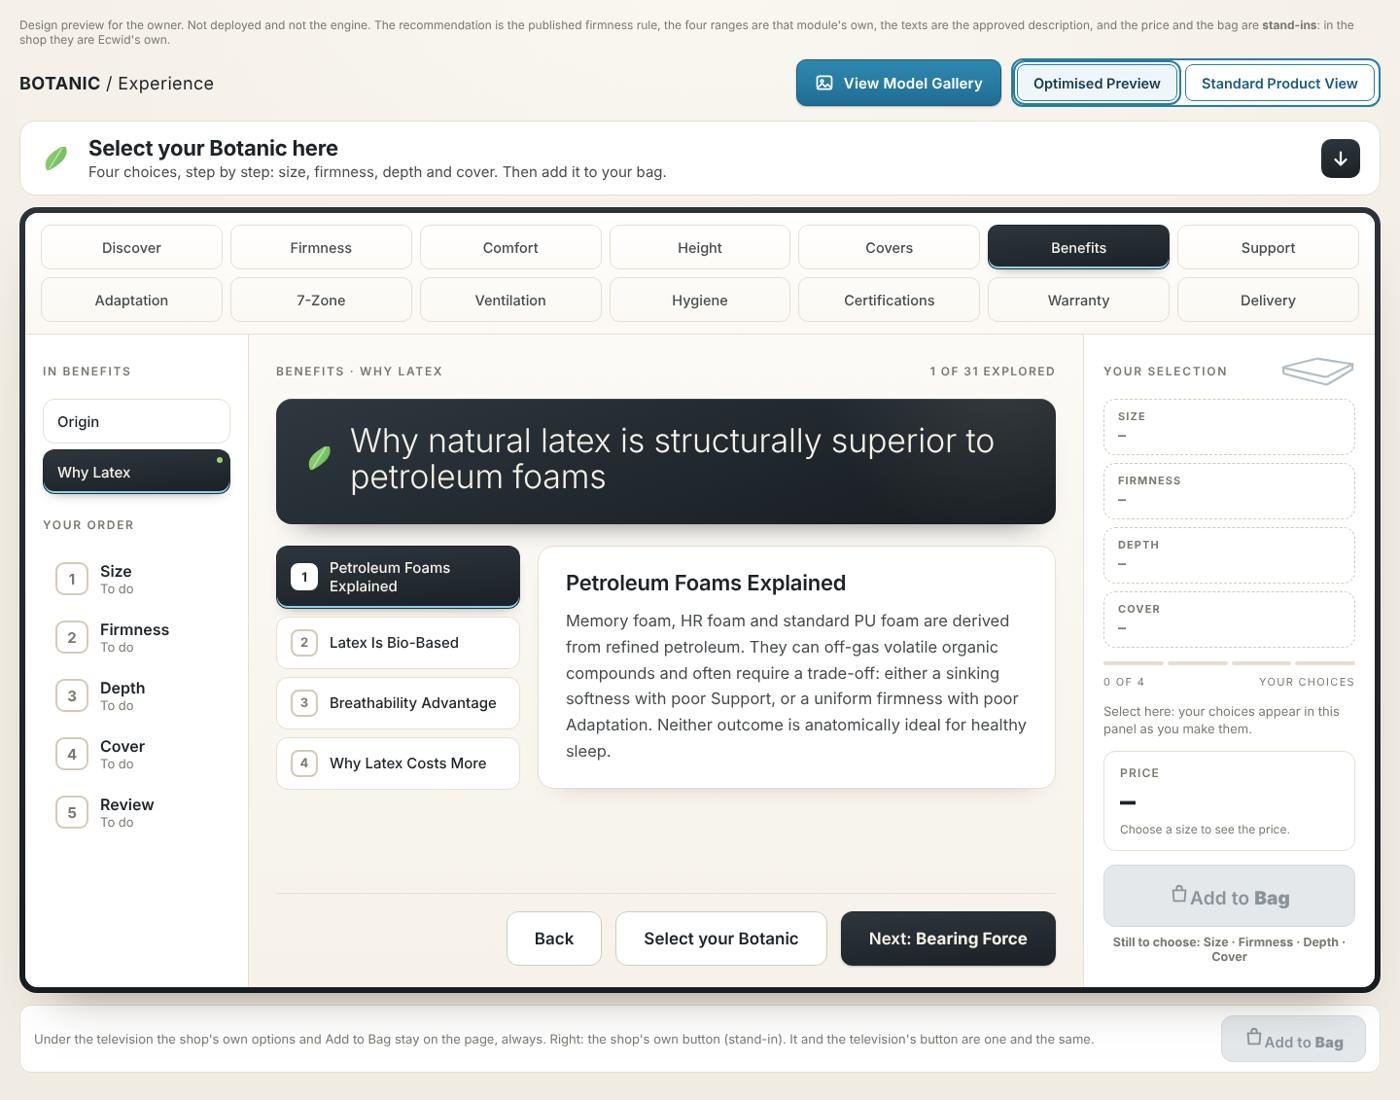 Design preview for the owner. Not deployed and not the engine. The recommendation is the published firmness rule, the four ranges are that module's own, the texts are the approved description, and the price and the bag are stand-ins: in the
shop they are Ecwid's own.
BOTANIC / Experience
View Model Gallery
Optimised Preview
Standard Product View
Select your Botanic here
Four choices, step by step: size, firmness, depth and cover. Then add it to your bag.
Discover
Firmness
Comfort
Height
Covers
Benefits
Support
Adaptation
7-Zone
Ventilation
Hygiene
Certifications
Warranty
Delivery
IN BENEFITS
Origin
Why Latex
YOUR ORDER
1
Size
To do
2
Firmness
To do
3
Depth
To do
4
Cover
To do
5
Review
To do
BENEFITS · WHY LATEX
1 OF 31 EXPLORED
Why natural latex is structurally superior to
petroleum foams
1
Petroleum Foams
Explained
2
Latex Is Bio-Based
3
Breathability Advantage
4
Why Latex Costs More
Petroleum Foams Explained
Memory foam, HR foam and standard PU foam are derived
from refined petroleum. They can off-gas volatile organic
compounds and often require a trade-off: either a sinking
softness with poor Support, or a uniform firmness with poor
Adaptation. Neither outcome is anatomically ideal for healthy
sleep.
Back
Select your Botanic
Next: Bearing Force
YOUR SELECTION
SIZE
–
FIRMNESS
–
DEPTH
–
COVER
–
0 OF 4
YOUR CHOICES
Select here: your choices appear in this
panel as you make them.
PRICE
–
Choose a size to see the price.
Add to Bag
Still to choose: Size · Firmness · Depth ·
Cover
Under the television the shop's own options and Add to Bag stay on the page, always. Right: the shop's own button (stand-in). It and the television's button are one and the same.
Add to Bag